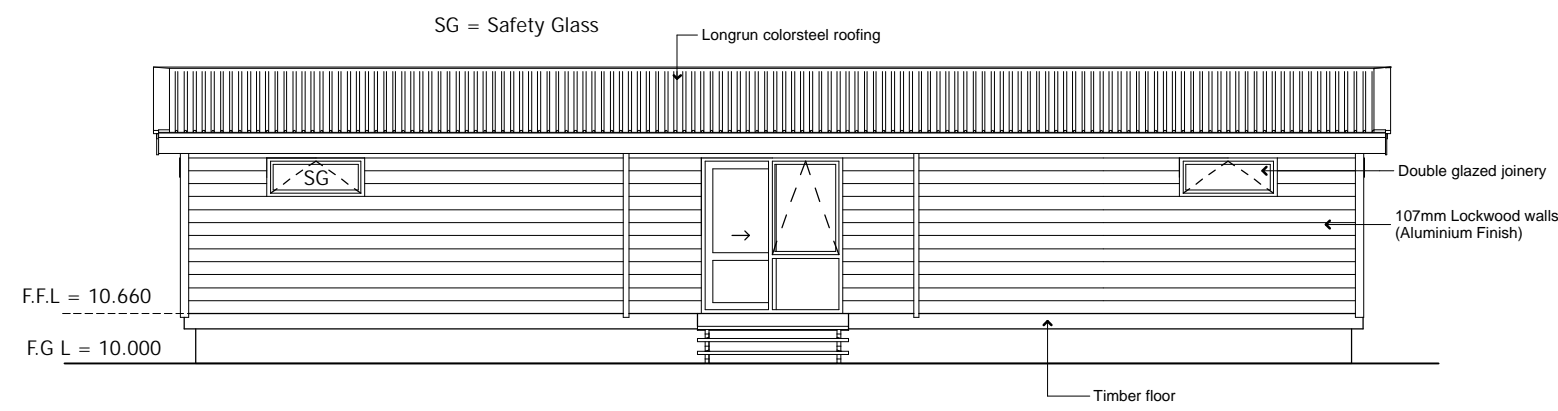 SG = Safety Glass
Longrun colorsteel roofing
SG
Double glazed joinery
107mm Lockwood walls
(Aluminium Finish)
F.F.L = 10.660
F.G L = 10.000
Timber floor